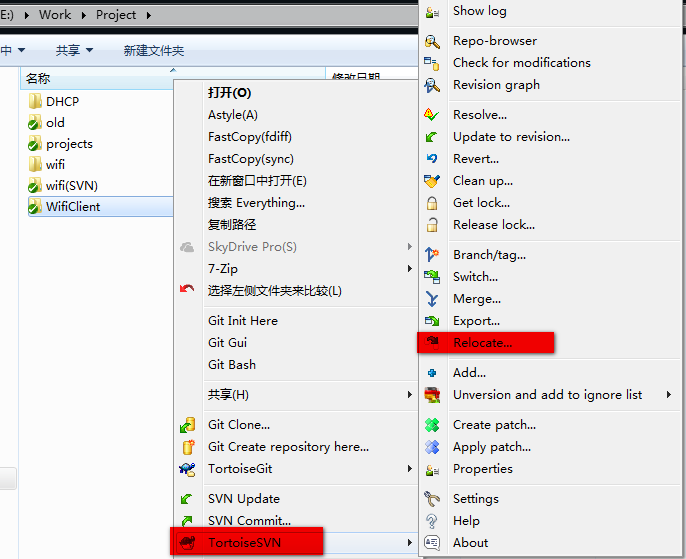 E:) ▸ Work ▸ Project ▸
中 ▼ 共享 ▼ 新建文件夹
名称
DHCP
old
projects
wifi
wifi(SVN)
WifiClient
打开(O)
Astyle(A)
FastCopy(fdiff)
FastCopy(sync)
在新窗口中打开(E)
搜索 Everything...
复制路径
SkyDrive Pro(S)
7-Zip
选择左侧文件夹来比较(L)
Git Init Here
Git Gui
Git Bash
共享(H)
Git Clone...
Git Create repository here...
TortoiseGit
SVN Update
SVN Commit...
TortoiseSVN
Show log
Repo-browser
Check for modifications
Revision graph
Resolve...
Update to revision...
Revert...
Clean up...
Get lock...
Release lock...
Branch/tag...
Switch...
Merge...
Export...
Relocate...
Add...
Unversion and add to ignore list
Create patch...
Apply patch...
Properties
Settings
Help
About